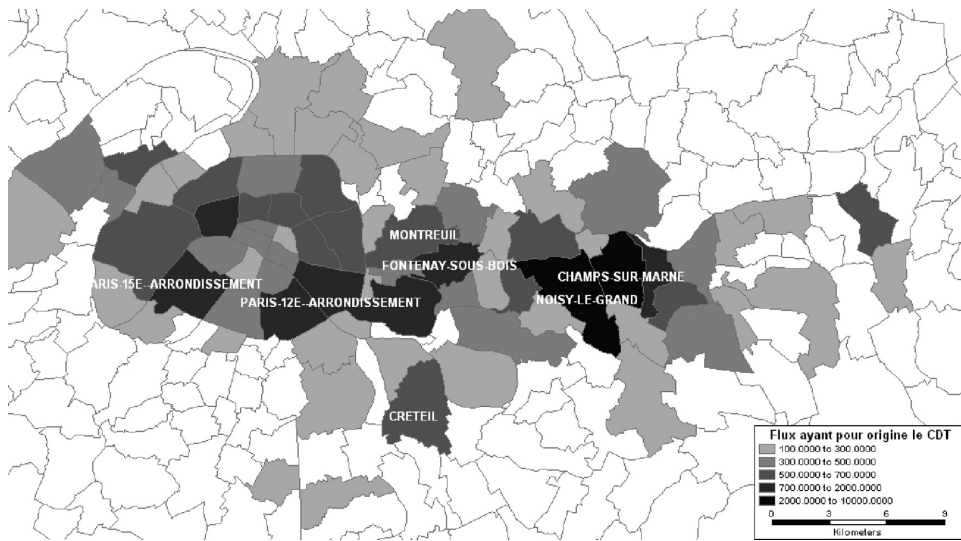 MONTREUIL
FONTENAY-SOUS-BOIS
CHAMPS-SUR-MARNE
ARIS-15E--ARRONDISSEMENT
PARIS-12E--ARRONDISSEMENT
NOISY-LE-GRAND
CRETEIL
Flux ayant pour origine le CDT
100.0000 to 300.0000
300.0000 to 500.0000
500.0000 to 700.0000
700.0000 to 2000.0000
2000.0000 to 10000.0000
0 3 6 9
Kilometers